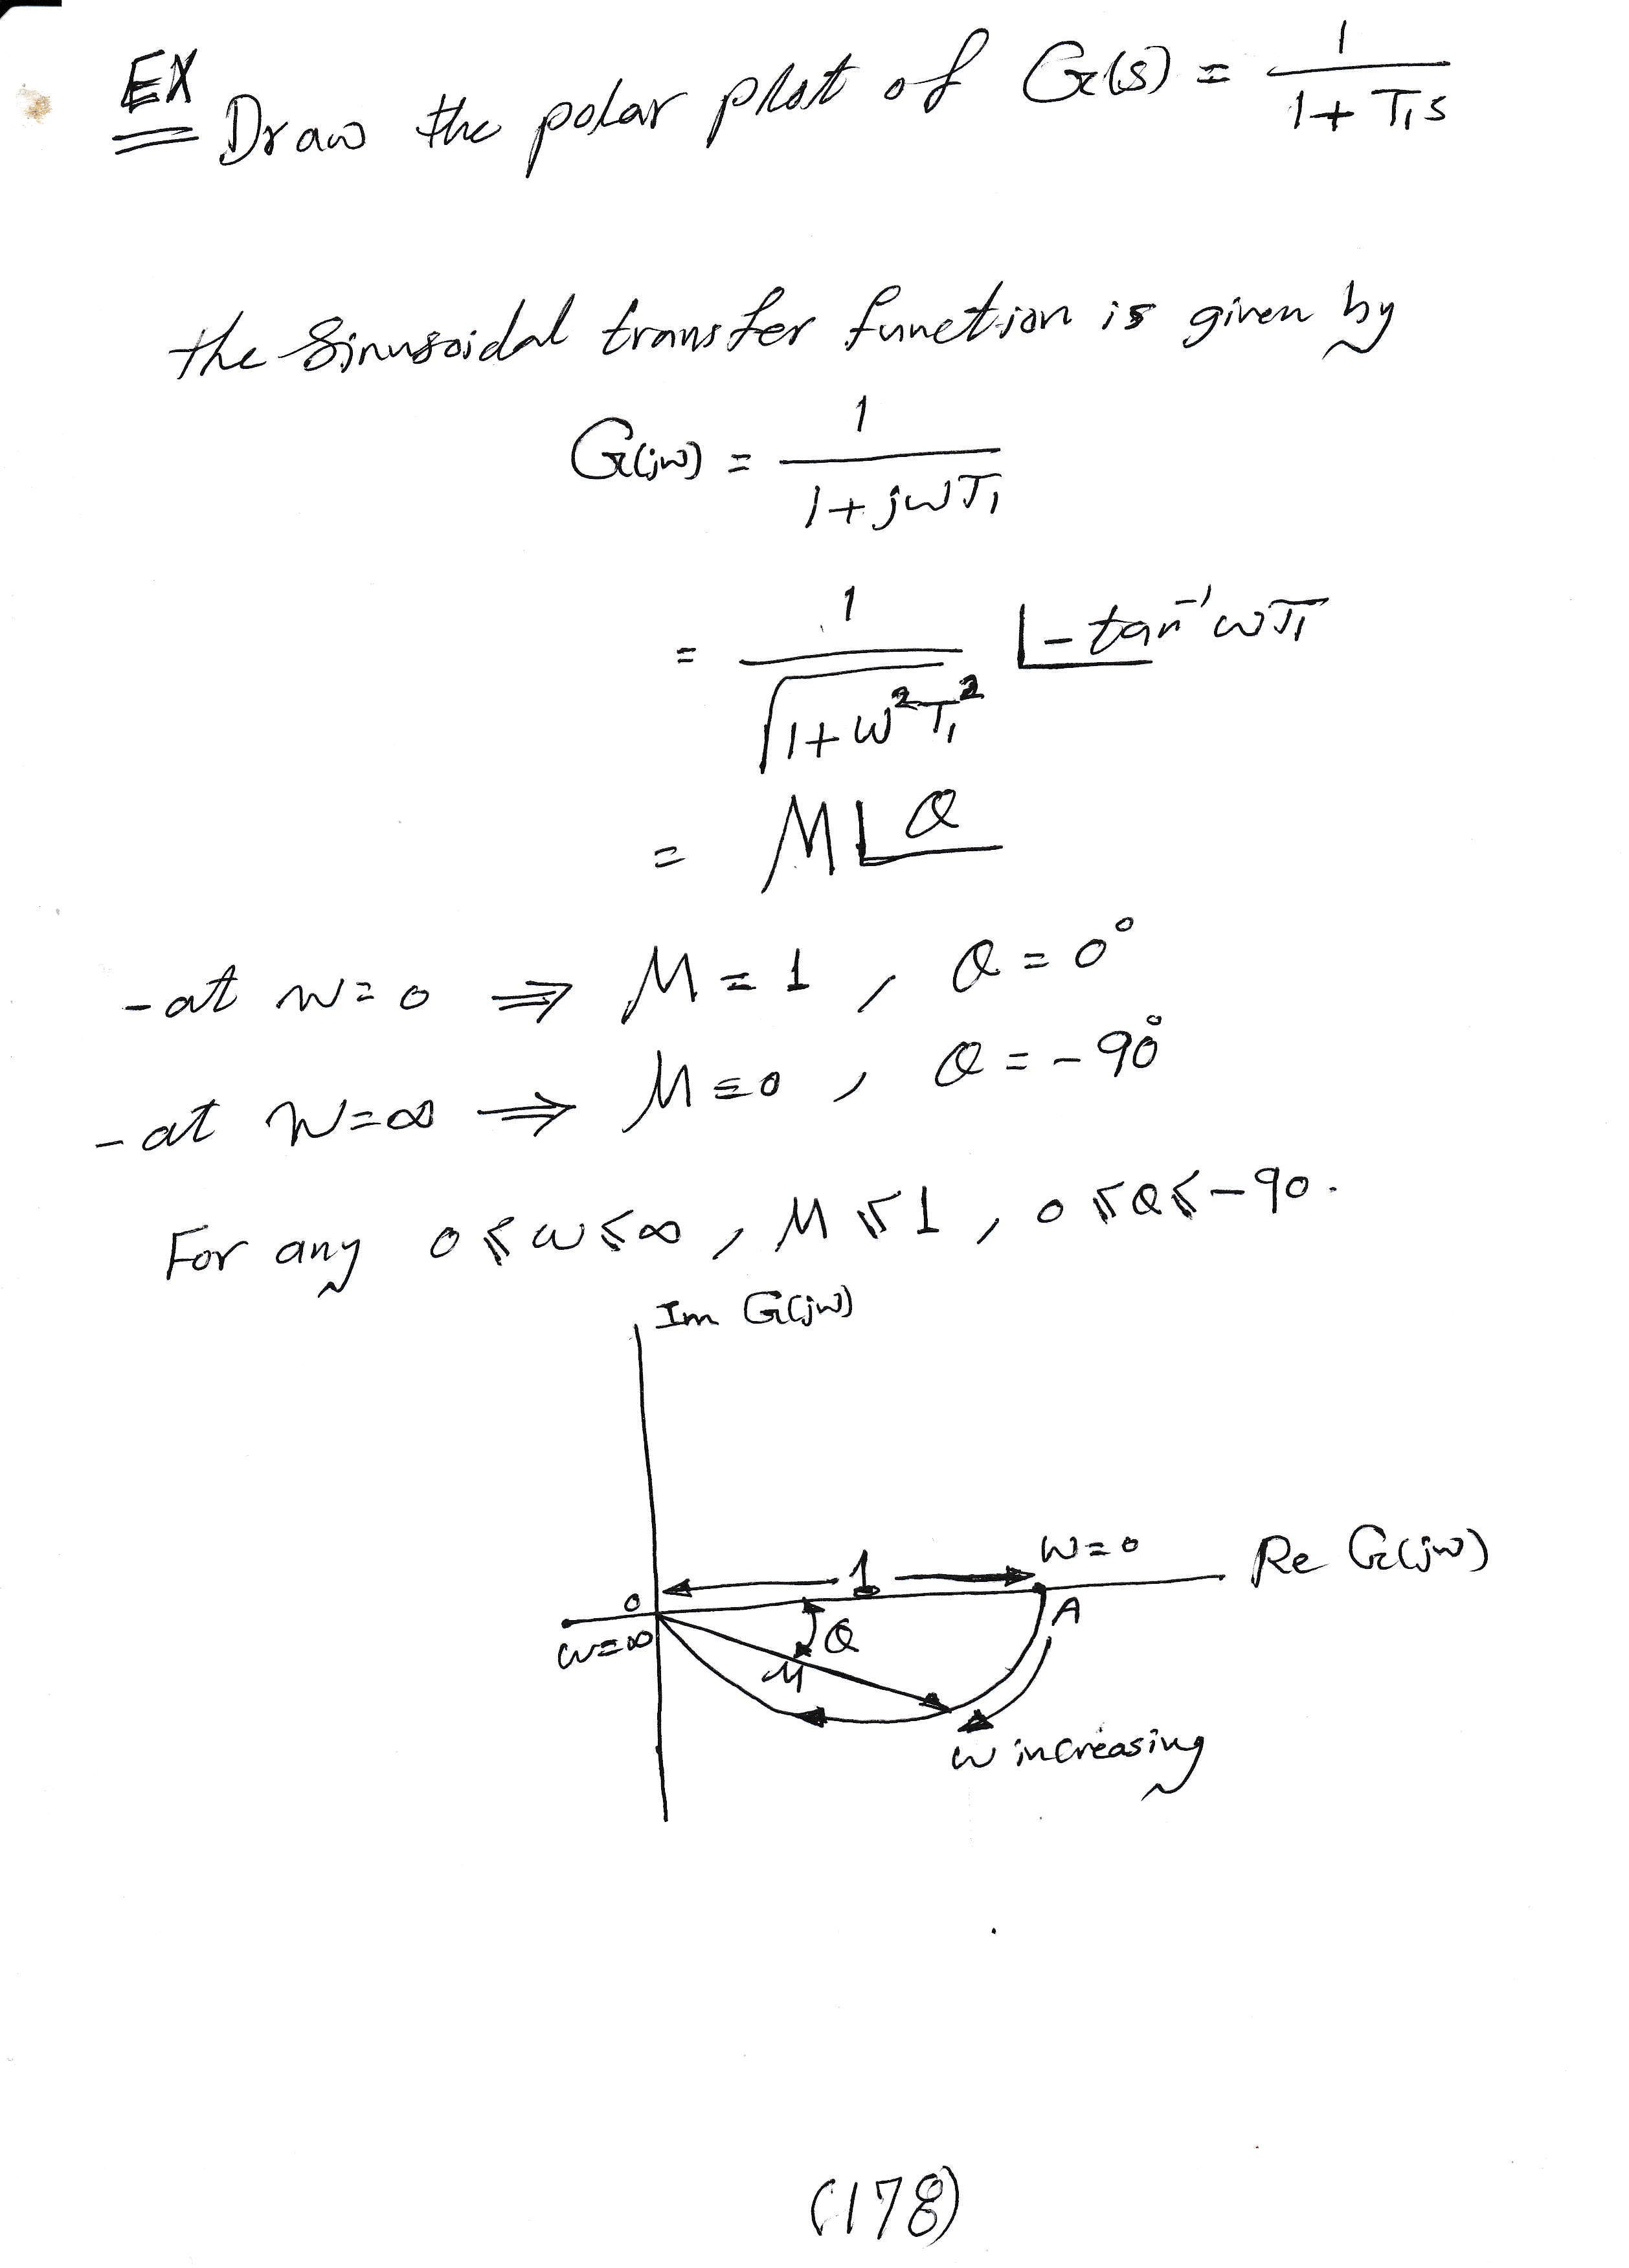 EX Draw the polar plot of G(s) = 1 / (1 + T₁s)
the Sinusoidal transfer function is given by
G(jω) = 1 / (1 + jωT₁)
= 1 / √(1 + ω²T₁²) ∠-tan⁻¹ωT₁
= M∠θ
-at ω=0 ⇒ M = 1 , θ = 0°
-at ω=∞ ⇒ M = 0 , θ = -90°
For any 0 ≤ ω ≤ ∞ , M ≤ 1 , 0 ≤ θ ≤ -90.
Im G(jω)
ω=0
Re G(jω)
1
0
A
ω=∞
θ
M
ω increasing
(178)